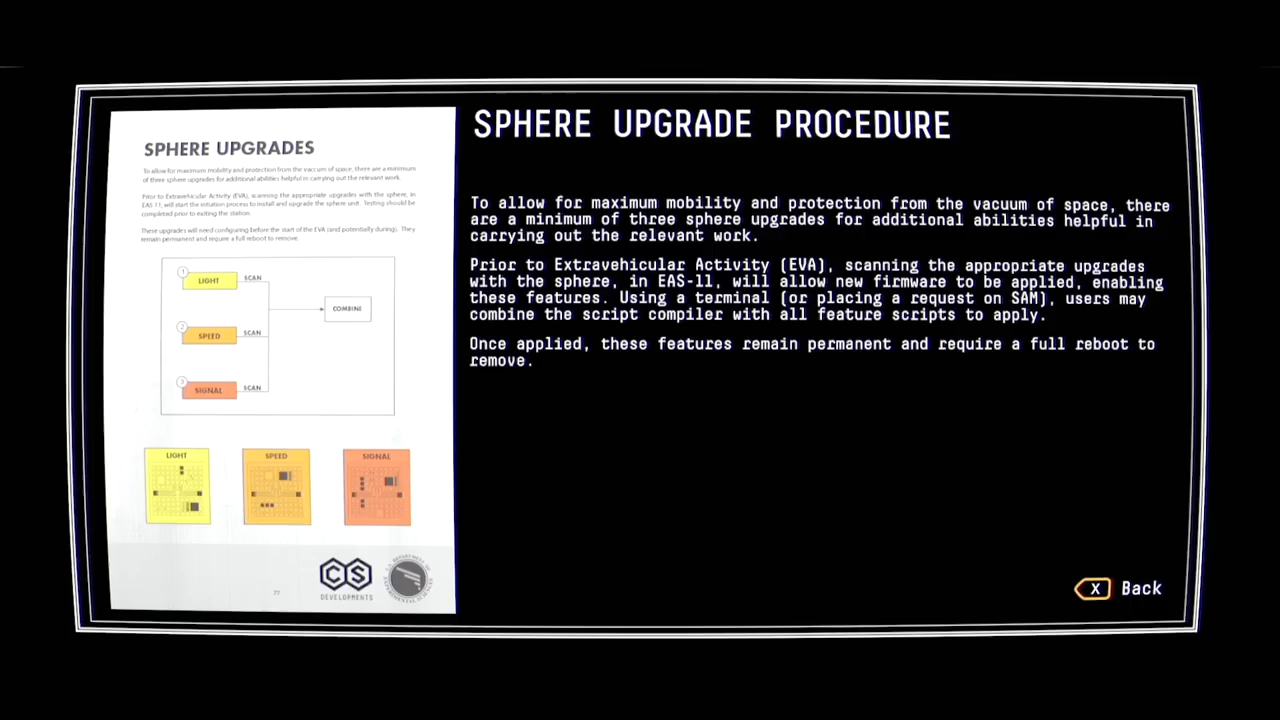 SPHERE UPGRADE PROCEDURE
To allow for maximum mobility and protection from the vacuum of space, there
are a minimum of three sphere upgrades for additional abilities helpful in
carrying out the relevant work.
Prior to Extravehicular Activity (EVA), scanning the appropriate upgrades
with the sphere, in EAS-11, will allow new firmware to be applied, enabling
these features. Using a terminal (or placing a request on SAM), users may
combine the script compiler with all feature scripts to apply.
Once applied, these features remain permanent and require a full reboot to
remove.
X Back
SPHERE UPGRADES
To allow for maximum mobility and protection from the vaccum of space, there are a minimum
of three sphere upgrades for additional abilities helpful in carrying out the relevant work.
Prior to Extravehicular Activity (EVA), scanning the appropriate upgrades with the sphere, in
EAS 11, will start the initiation process to install and upgrade the sphere unit. Testing should be
completed prior to exiting the station.
These upgrades will need configuring before the start of the EVA (and potentially during). They
remain permanent and require a full reboot to remove.
1
LIGHT
SCAN
COMBINE
2
SPEED
SCAN
3
SIGNAL
SCAN
LIGHT
SPEED
SIGNAL
77
CS
DEVELOPMENTS